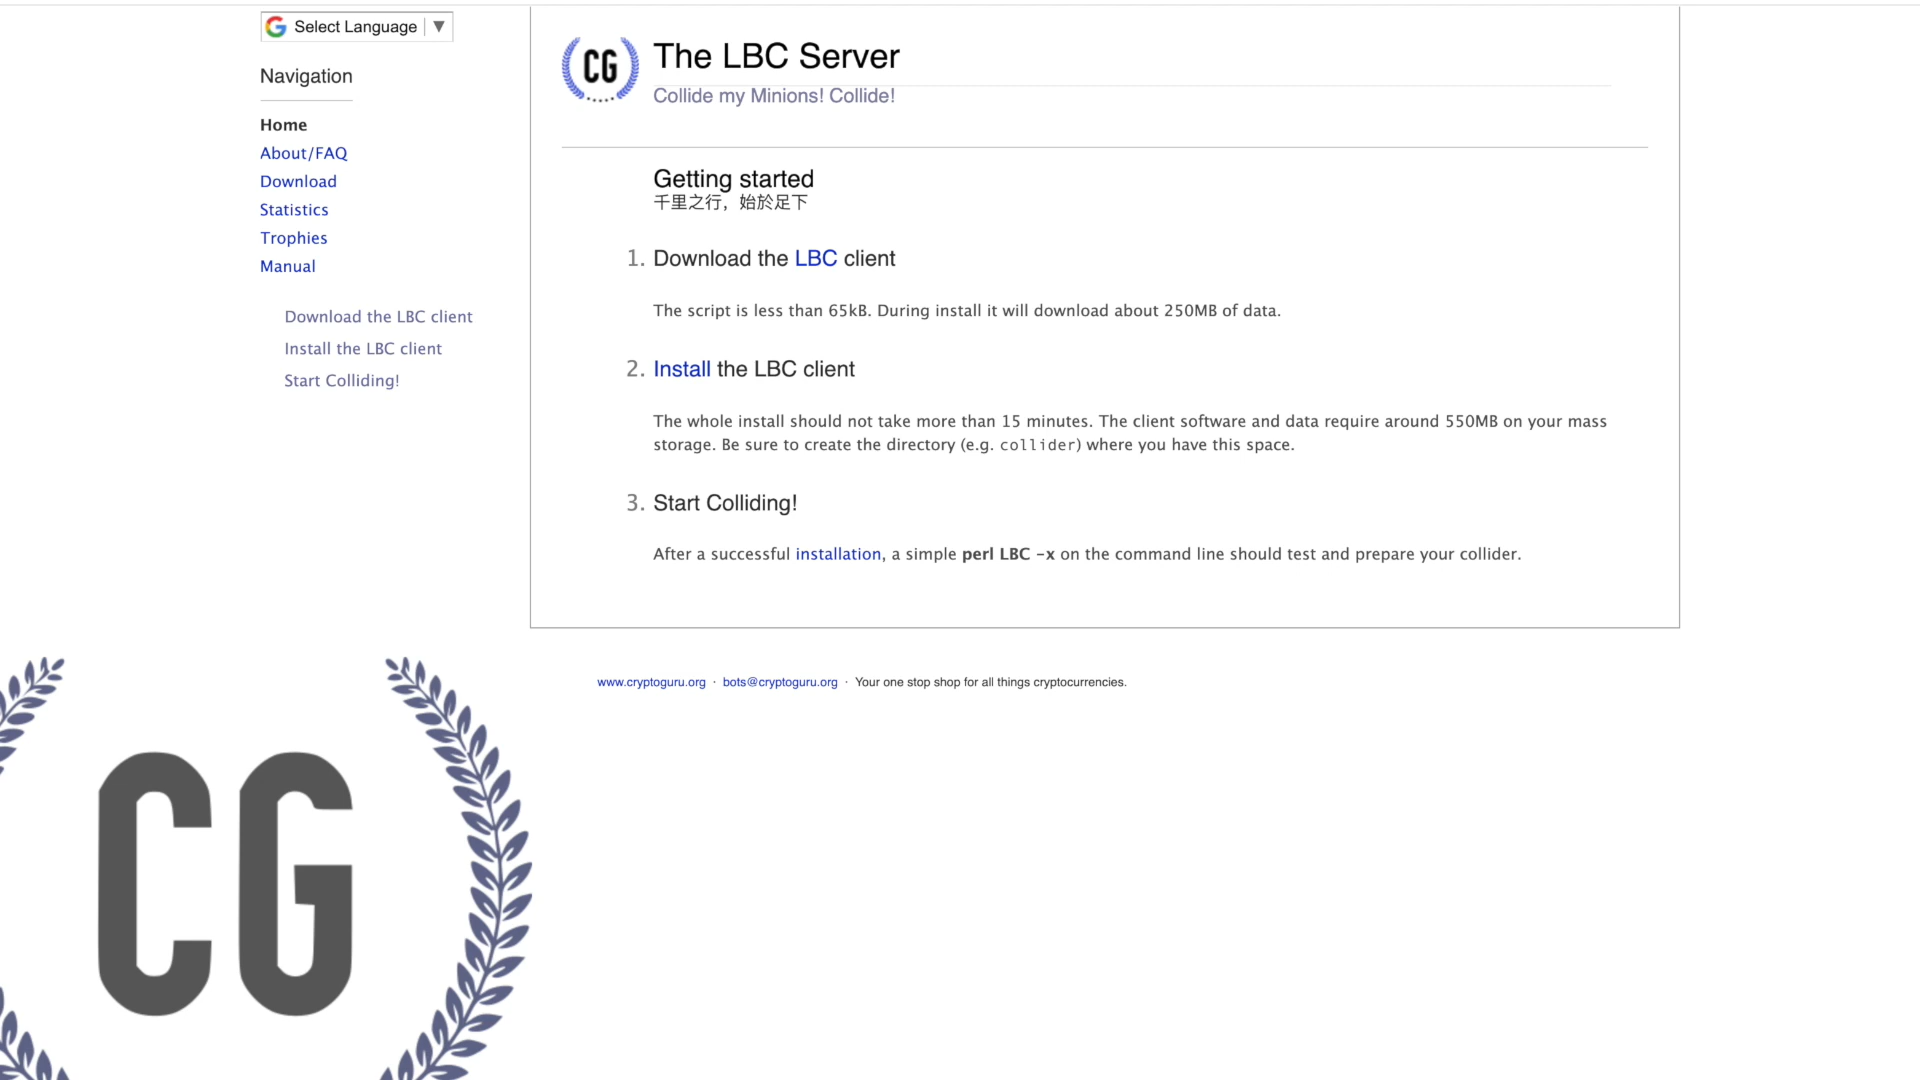 Select Language ▼
Navigation
Home
About/FAQ
Download
Statistics
Trophies
Manual
Download the LBC client
Install the LBC client
Start Colliding!
CG
The LBC Server
Collide my Minions! Collide!
Getting started
千里之行，始於足下
1. Download the LBC client
The script is less than 65kB. During install it will download about 250MB of data.
2. Install the LBC client
The whole install should not take more than 15 minutes. The client software and data require around 550MB on your mass
storage. Be sure to create the directory (e.g. collider) where you have this space.
3. Start Colliding!
After a successful installation, a simple perl LBC -x on the command line should test and prepare your collider.
www.cryptoguru.org · bots@cryptoguru.org · Your one stop shop for all things cryptocurrencies.
CG